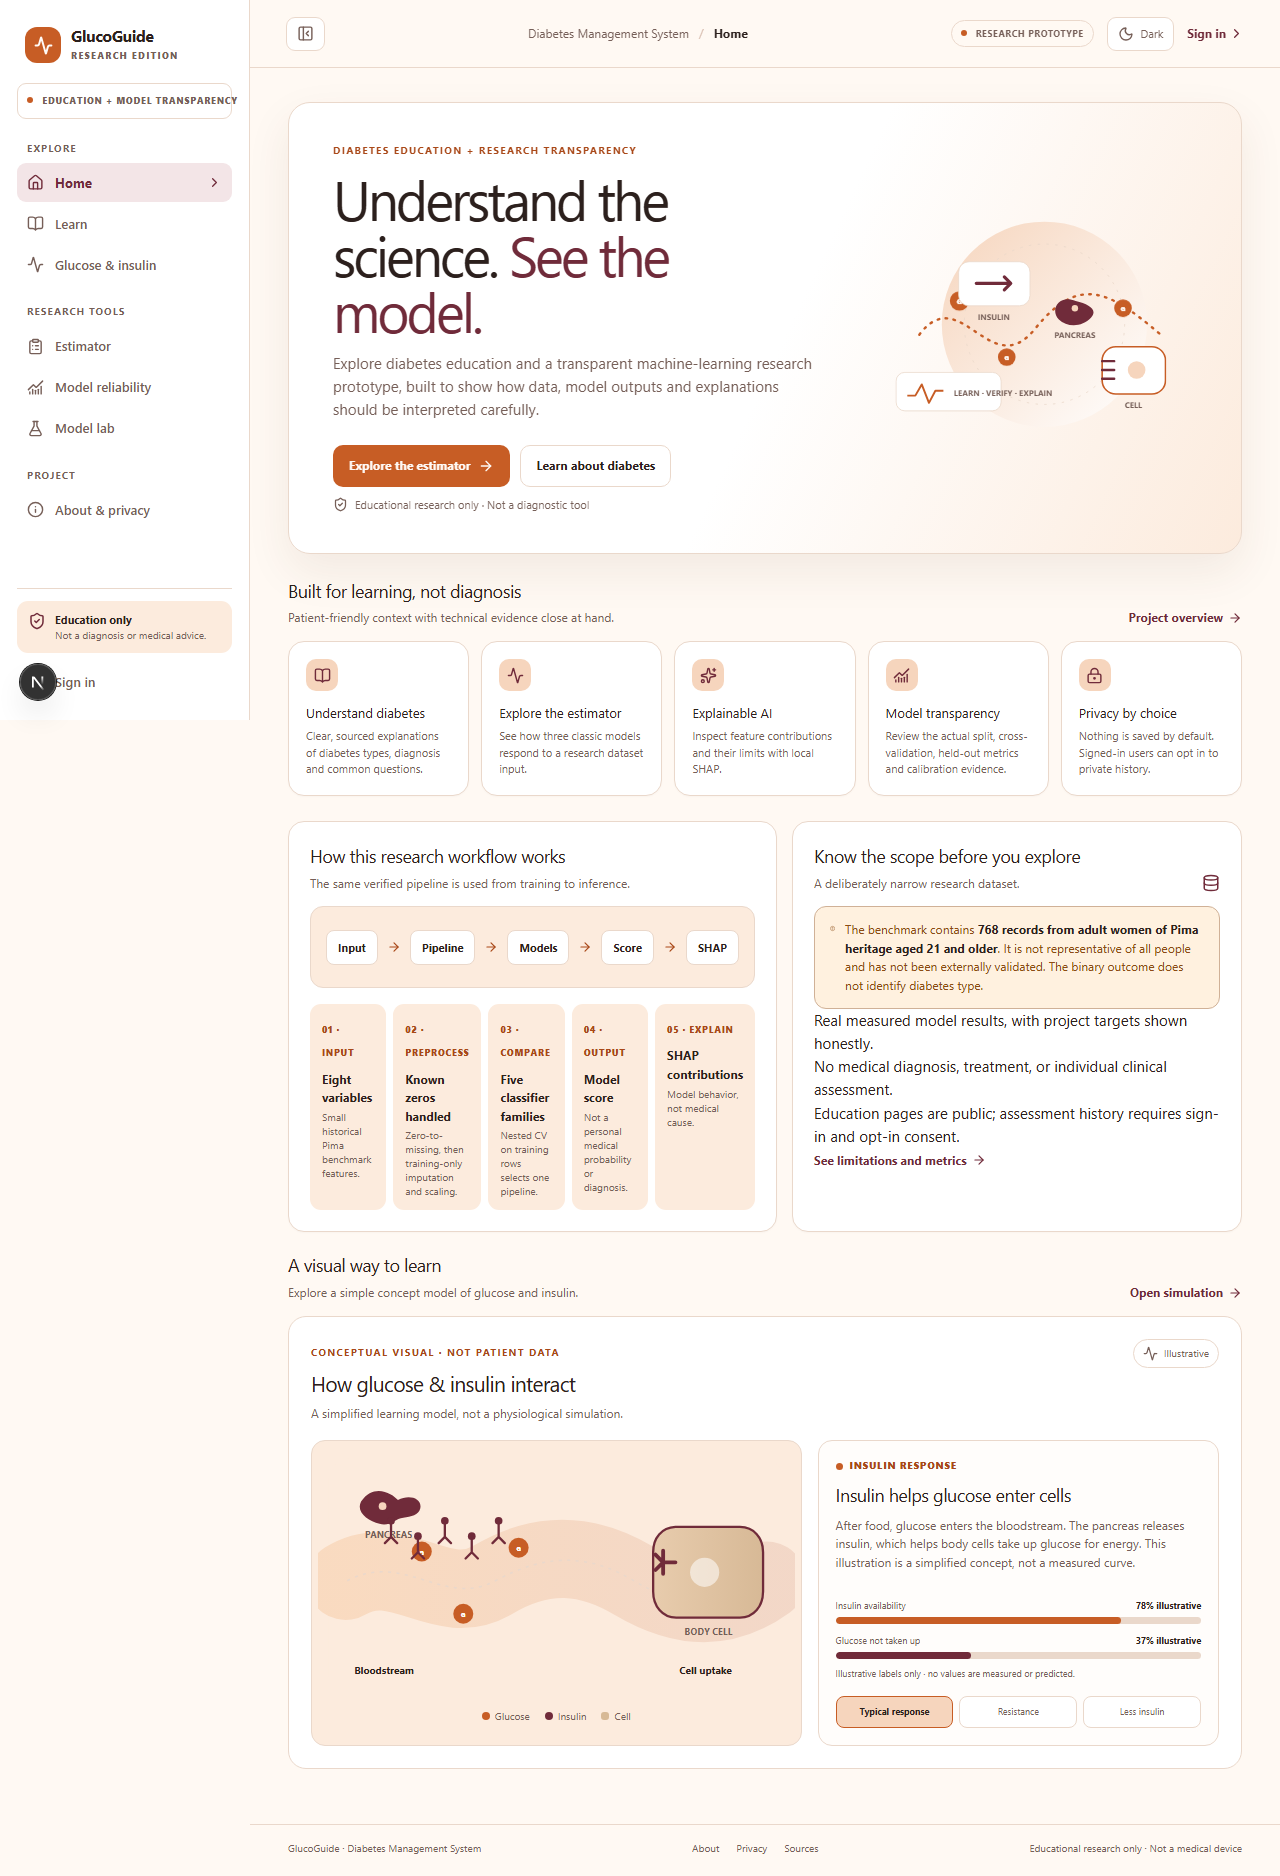 GlucoGuide
RESEARCH EDITION
EDUCATION + MODEL TRANSPARENCY
EXPLORE
Home
Learn
Glucose & insulin
RESEARCH TOOLS
Estimator
Model reliability
Model lab
PROJECT
About & privacy
Education only
Not a diagnosis or medical advice.
N
Sign in
Diabetes Management System / Home
RESEARCH PROTOTYPE
Dark
Sign in
DIABETES EDUCATION + RESEARCH TRANSPARENCY
Understand the
science. See the
model.
Explore diabetes education and a transparent machine-learning research
prototype, built to show how data, model outputs and explanations
should be interpreted carefully.
Explore the estimator
Learn about diabetes
Educational research only · Not a diagnostic tool
INSULIN
PANCREAS
LEARN · VERIFY · EXPLAIN
CELL
Built for learning, not diagnosis
Patient-friendly context with technical evidence close at hand.
Project overview
Understand diabetes
Clear, sourced explanations
of diabetes types, diagnosis
and common questions.
Explore the estimator
See how three classic models
respond to a research dataset
input.
Explainable AI
Inspect feature contributions
and their limits with local
SHAP.
Model transparency
Review the actual split, cross-
validation, held-out metrics
and calibration evidence.
Privacy by choice
Nothing is saved by default.
Signed-in users can opt in to
private history.
How this research workflow works
The same verified pipeline is used from training to inference.
Input
Pipeline
Models
Score
SHAP
01 ·
INPUT
Eight
variables
Small
historical
Pima
benchmark
features.
02 ·
PREPROCESS
Known
zeros
handled
Zero-to-
missing, then
training-only
imputation
and scaling.
03 ·
COMPARE
Five
classifier
families
Nested CV
on training
rows
selects one
pipeline.
04 ·
OUTPUT
Model
score
Not a
personal
medical
probability
or
diagnosis.
05 · EXPLAIN
SHAP
contributions
Model behavior,
not medical
cause.
Know the scope before you explore
A deliberately narrow research dataset.
The benchmark contains 768 records from adult women of Pima
heritage aged 21 and older. It is not representative of all people
and has not been externally validated. The binary outcome does
not identify diabetes type.
Real measured model results, with project targets shown
honestly.
No medical diagnosis, treatment, or individual clinical
assessment.
Education pages are public; assessment history requires sign-
in and opt-in consent.
See limitations and metrics
A visual way to learn
Explore a simple concept model of glucose and insulin.
Open simulation
CONCEPTUAL VISUAL · NOT PATIENT DATA
Illustrative
How glucose & insulin interact
A simplified learning model, not a physiological simulation.
PANCREAS
BODY CELL
Bloodstream
Cell uptake
Glucose
Insulin
Cell
INSULIN RESPONSE
Insulin helps glucose enter cells
After food, glucose enters the bloodstream. The pancreas releases
insulin, which helps body cells take up glucose for energy. This
illustration is a simplified concept, not a measured curve.
Insulin availability
78% illustrative
Glucose not taken up
37% illustrative
Illustrative labels only · no values are measured or predicted.
Typical response
Resistance
Less insulin
GlucoGuide · Diabetes Management System
About
Privacy
Sources
Educational research only · Not a medical device